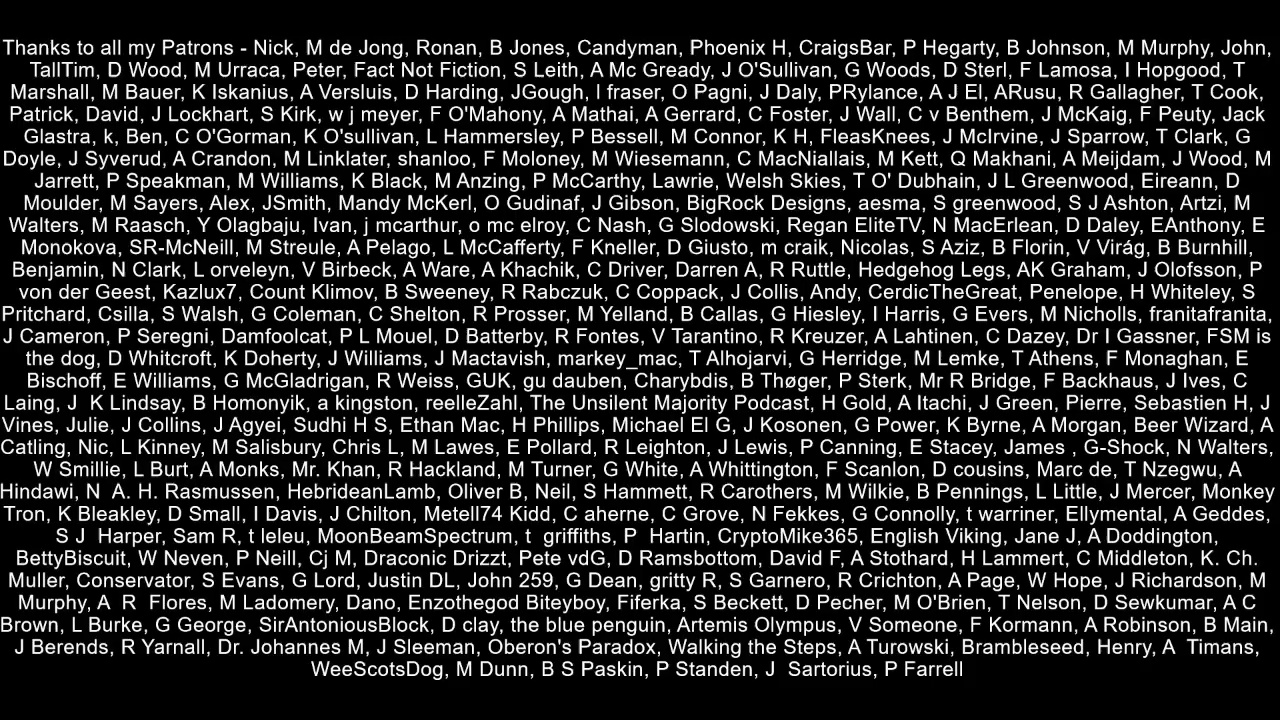 Thanks to all my Patrons - Nick, M de Jong, Ronan, B Jones, Candyman, Phoenix H, CraigsBar, P Hegarty, B Johnson, M Murphy, John,
TallTim, D Wood, M Urraca, Peter, Fact Not Fiction, S Leith, A Mc Gready, J O'Sullivan, G Woods, D Sterl, F Lamosa, I Hopgood, T
Marshall, M Bauer, K Iskanius, A Versluis, D Harding, JGough, l fraser, O Pagni, J Daly, PRylance, A J El, ARusu, R Gallagher, T Cook,
Patrick, David, J Lockhart, S Kirk, w j meyer, F O'Mahony, A Mathai, A Gerrard, C Foster, J Wall, C v Benthem, J McKaig, F Peuty, Jack
Glastra, k, Ben, C O'Gorman, K O'sullivan, L Hammersley, P Bessell, M Connor, K H, FleasKnees, J McIrvine, J Sparrow, T Clark, G
Doyle, J Syverud, A Crandon, M Linklater, shanloo, F Moloney, M Wiesemann, C MacNiallais, M Kett, Q Makhani, A Meijdam, J Wood, M
Jarrett, P Speakman, M Williams, K Black, M Anzing, P McCarthy, Lawrie, Welsh Skies, T O' Dubhain, J L Greenwood, Eireann, D
Moulder, M Sayers, Alex, JSmith, Mandy McKerl, O Gudinaf, J Gibson, BigRock Designs, aesma, S greenwood, S J Ashton, Artzi, M
Walters, M Raasch, Y Olagbaju, Ivan, j mcarthur, o mc elroy, C Nash, G Slodowski, Regan EliteTV, N MacErlean, D Daley, EAnthony, E
Monokova, SR-McNeill, M Streule, A Pelago, L McCafferty, F Kneller, D Giusto, m craik, Nicolas, S Aziz, B Florin, V Virág, B Burnhill,
Benjamin, N Clark, L orveleyn, V Birbeck, A Ware, A Khachik, C Driver, Darren A, R Ruttle, Hedgehog Legs, AK Graham, J Olofsson, P
von der Geest, Kazlux7, Count Klimov, B Sweeney, R Rabczuk, C Coppack, J Collis, Andy, CerdicTheGreat, Penelope, H Whiteley, S
Pritchard, Csilla, S Walsh, G Coleman, C Shelton, R Prosser, M Yelland, B Callas, G Hiesley, I Harris, G Evers, M Nicholls, franitafranita,
J Cameron, P Seregni, Damfoolcat, P L Mouel, D Batterby, R Fontes, V Tarantino, R Kreuzer, A Lahtinen, C Dazey, Dr I Gassner, FSM is
the dog, D Whitcroft, K Doherty, J Williams, J Mactavish, markey_mac, T Alhojarvi, G Herridge, M Lemke, T Athens, F Monaghan, E
Bischoff, E Williams, G McGladrigan, R Weiss, GUK, gu dauben, Charybdis, B Thøger, P Sterk, Mr R Bridge, F Backhaus, J Ives, C
Laing, J  K Lindsay, B Homonyik, a kingston, reelleZahl, The Unsilent Majority Podcast, H Gold, A Itachi, J Green, Pierre, Sebastien H, J
Vines, Julie, J Collins, J Agyei, Sudhi H S, Ethan Mac, H Phillips, Michael El G, J Kosonen, G Power, K Byrne, A Morgan, Beer Wizard, A
Catling, Nic, L Kinney, M Salisbury, Chris L, M Lawes, E Pollard, R Leighton, J Lewis, P Canning, E Stacey, James , G-Shock, N Walters,
W Smillie, L Burt, A Monks, Mr. Khan, R Hackland, M Turner, G White, A Whittington, F Scanlon, D cousins, Marc de, T Nzegwu, A
Hindawi, N  A. H. Rasmussen, HebrideanLamb, Oliver B, Neil, S Hammett, R Carothers, M Wilkie, B Pennings, L Little, J Mercer, Monkey
Tron, K Bleakley, D Small, I Davis, J Chilton, Metell74 Kidd, C aherne, C Grove, N Fekkes, G Connolly, t warriner, Ellymental, A Geddes,
S J  Harper, Sam R, t leleu, MoonBeamSpectrum, t  griffiths, P  Hartin, CryptoMike365, English Viking, Jane J, A Doddington,
BettyBiscuit, W Neven, P Neill, Cj M, Draconic Drizzt, Pete vdG, D Ramsbottom, David F, A Stothard, H Lammert, C Middleton, K. Ch.
Muller, Conservator, S Evans, G Lord, Justin DL, John 259, G Dean, gritty R, S Garnero, R Crichton, A Page, W Hope, J Richardson, M
Murphy, A  R  Flores, M Ladomery, Dano, Enzothegod Biteyboy, Fiferka, S Beckett, D Pecher, M O'Brien, T Nelson, D Sewkumar, A C
Brown, L Burke, G George, SirAntoniousBlock, D clay, the blue penguin, Artemis Olympus, V Someone, F Kormann, A Robinson, B Main,
J Berends, R Yarnall, Dr. Johannes M, J Sleeman, Oberon's Paradox, Walking the Steps, A Turowski, Brambleseed, Henry, A  Timans,
WeeScotsDog, M Dunn, B S Paskin, P Standen, J  Sartorius, P Farrell